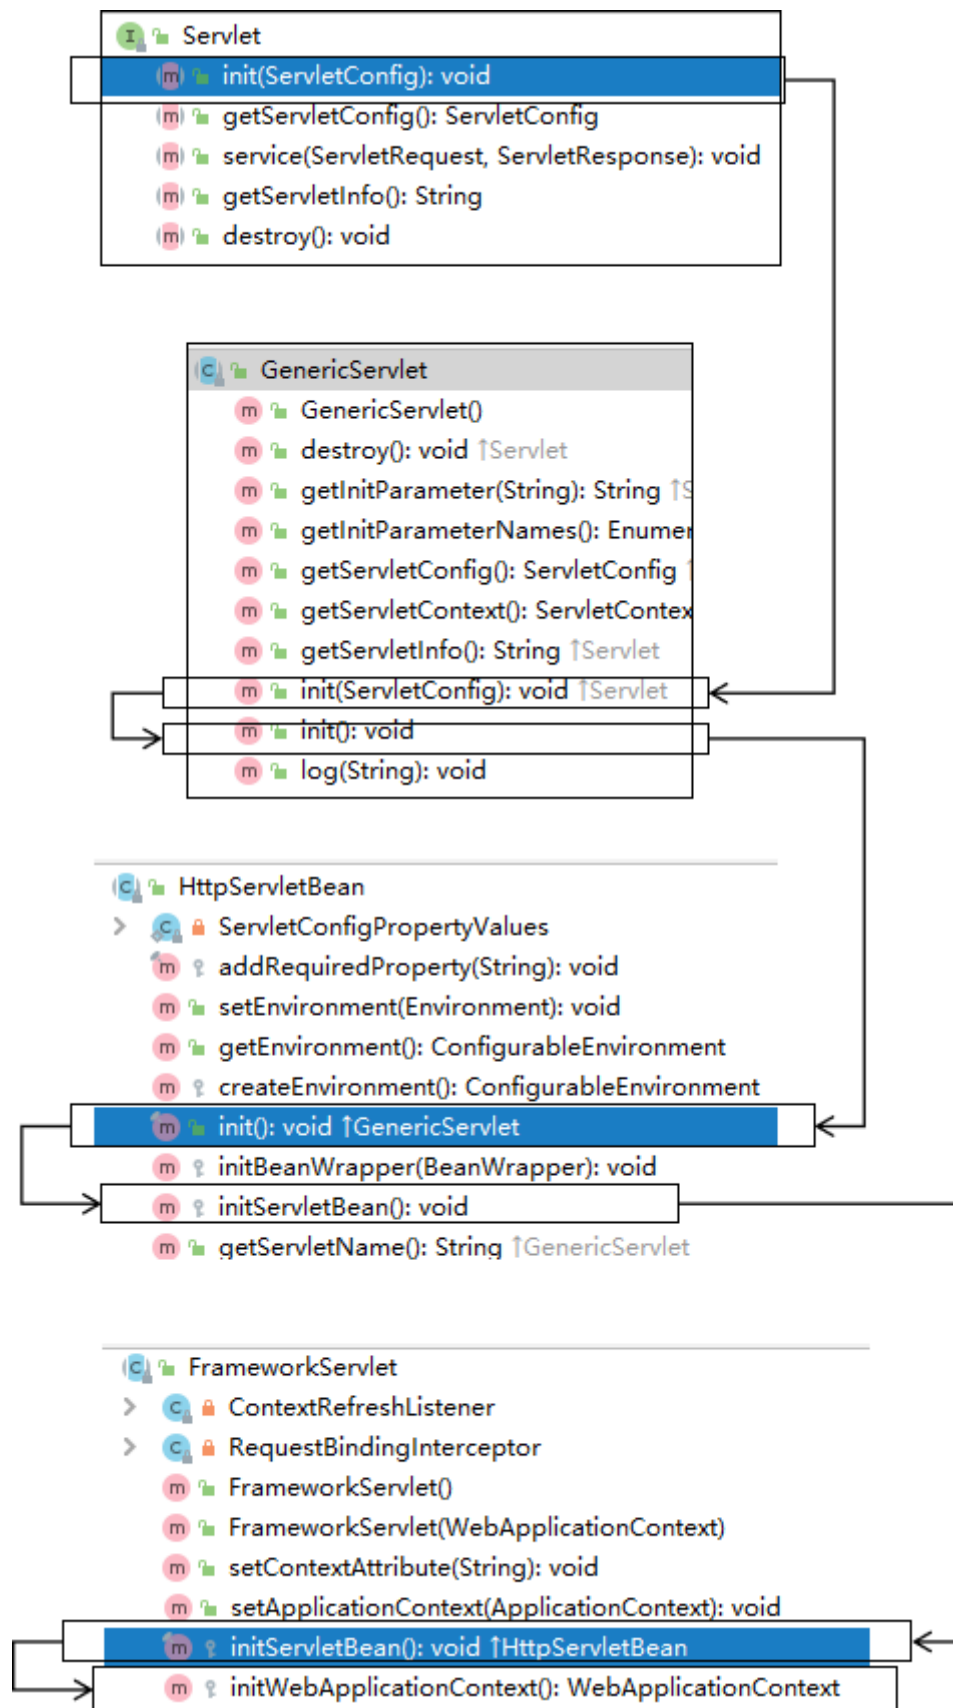 Servlet
init(ServletConfig): void
getServletConfig(): ServletConfig
service(ServletRequest, ServletResponse): void
getServletInfo(): String
destroy(): void
GenericServlet
GenericServlet()
destroy(): void ↑Servlet
getInitParameter(String): String ↑S
getInitParameterNames(): Enumer
getServletConfig(): ServletConfig ↑
getServletContext(): ServletContex
getServletInfo(): String ↑Servlet
init(ServletConfig): void ↑Servlet
init(): void
log(String): void
HttpServletBean
ServletConfigPropertyValues
addRequiredProperty(String): void
setEnvironment(Environment): void
getEnvironment(): ConfigurableEnvironment
createEnvironment(): ConfigurableEnvironment
init(): void ↑GenericServlet
initBeanWrapper(BeanWrapper): void
initServletBean(): void
getServletName(): String ↑GenericServlet
FrameworkServlet
ContextRefreshListener
RequestBindingInterceptor
FrameworkServlet()
FrameworkServlet(WebApplicationContext)
setContextAttribute(String): void
setApplicationContext(ApplicationContext): void
initServletBean(): void ↑HttpServletBean
initWebApplicationContext(): WebApplicationContext